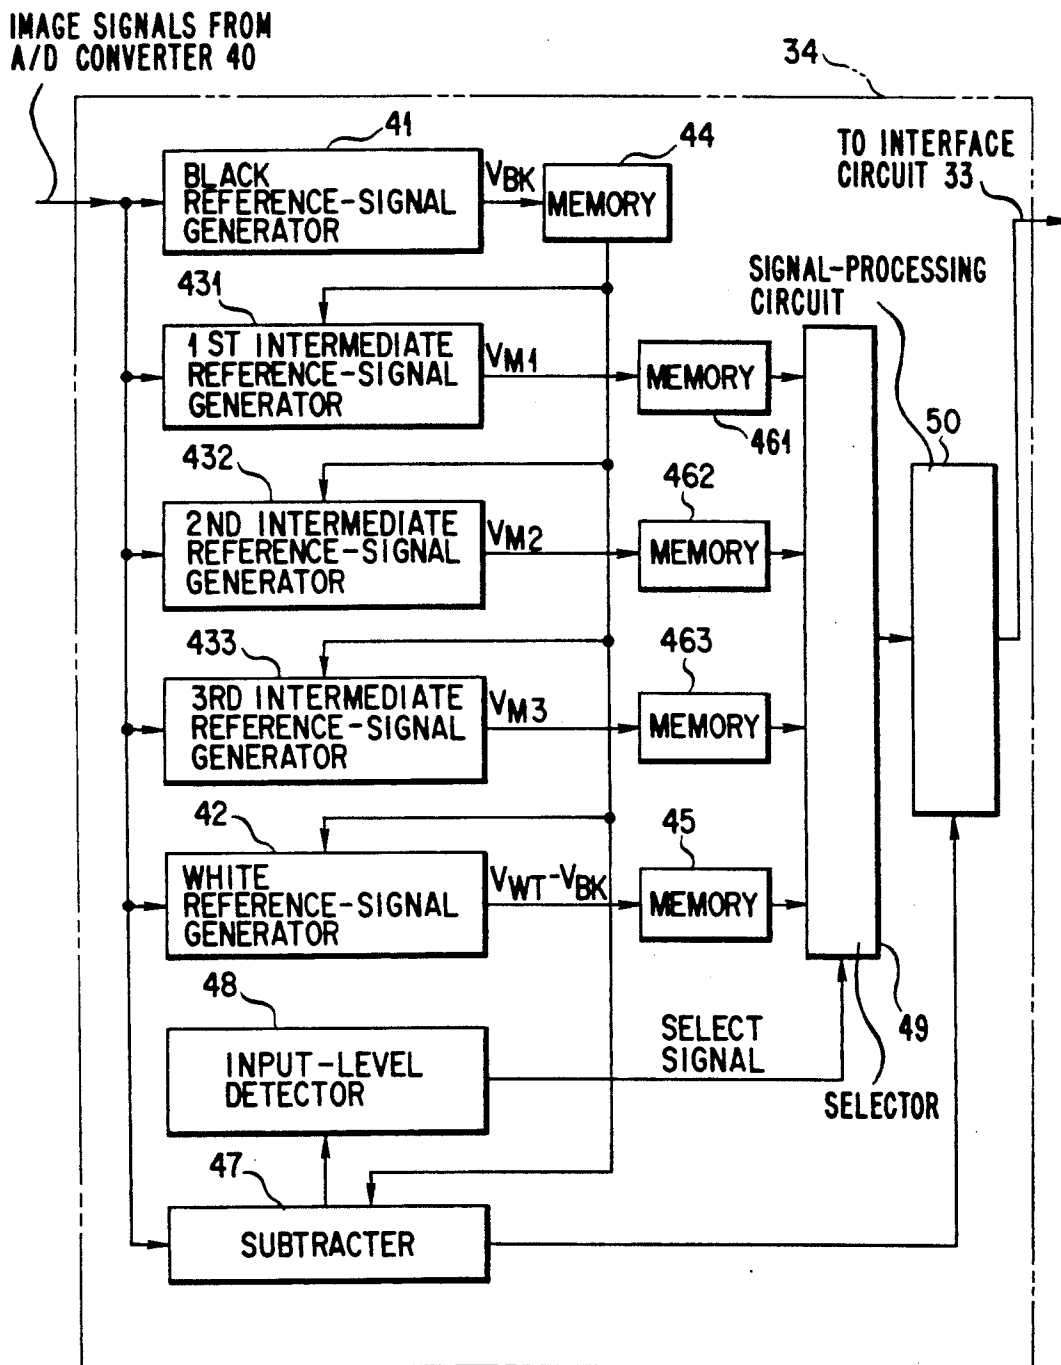 IMAGE SIGNALS FROM
A/D CONVERTER 40
34
41
44
TO INTERFACE
CIRCUIT 33
BLACK
REFERENCE-SIGNAL
GENERATOR
VBK
MEMORY
431
SIGNAL-PROCESSING
CIRCUIT
1ST INTERMEDIATE
REFERENCE-SIGNAL
GENERATOR
VM1
MEMORY
461
50
432
462
2ND INTERMEDIATE
REFERENCE-SIGNAL
GENERATOR
VM2
MEMORY
433
463
3RD INTERMEDIATE
REFERENCE-SIGNAL
GENERATOR
VM3
MEMORY
42
45
WHITE
REFERENCE-SIGNAL
GENERATOR
VWT-VBK
MEMORY
48
49
INPUT-LEVEL
DETECTOR
SELECT
SIGNAL
SELECTOR
47
SUBTRACTER